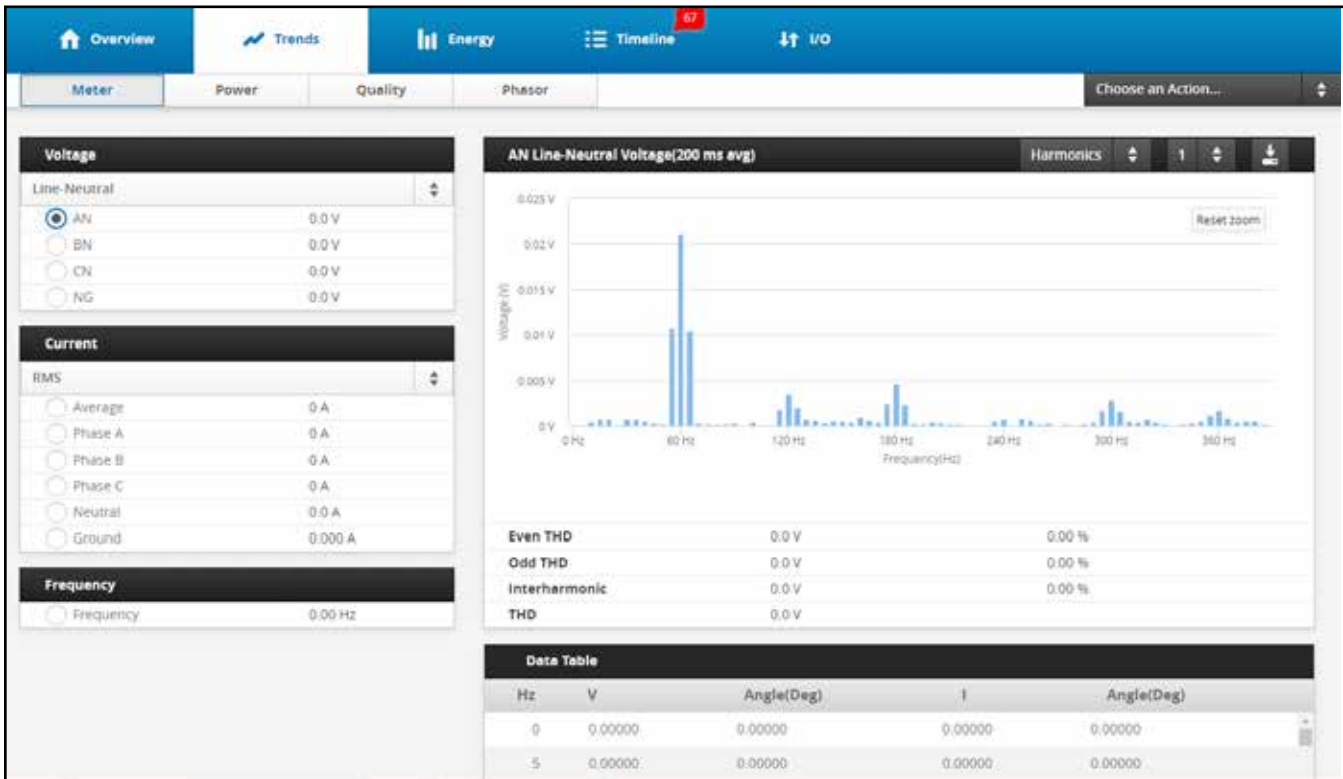 Overview Trends Energy Timeline 67 I/O
Meter Power Quality Phasor Choose an Action...
Voltage
Line-Neutral
AN 0.0 V
BN 0.0 V
CN 0.0 V
NG 0.0 V
Current
RMS
Average 0 A
Phase A 0 A
Phase B 0 A
Phase C 0 A
Neutral 0.0 A
Ground 0.000 A
Frequency
Frequency 0.00 Hz
AN Line-Neutral Voltage(200 ms avg) Harmonics 1
Reset zoom
Voltage (V)
0.025 V
0.02 V
0.015 V
0.01 V
0.005 V
0 V
0 Hz 60 Hz 120 Hz 180 Hz 240 Hz 300 Hz 360 Hz
Frequency(Hz)
Even THD 0.0 V 0.00 %
Odd THD 0.0 V 0.00 %
Interharmonic 0.0 V 0.00 %
THD 0.0 V
Data Table
Hz V Angle(Deg) I Angle(Deg)
0 0.00000 0.00000 0.00000 0.00000
5 0.00000 0.00000 0.00000 0.00000